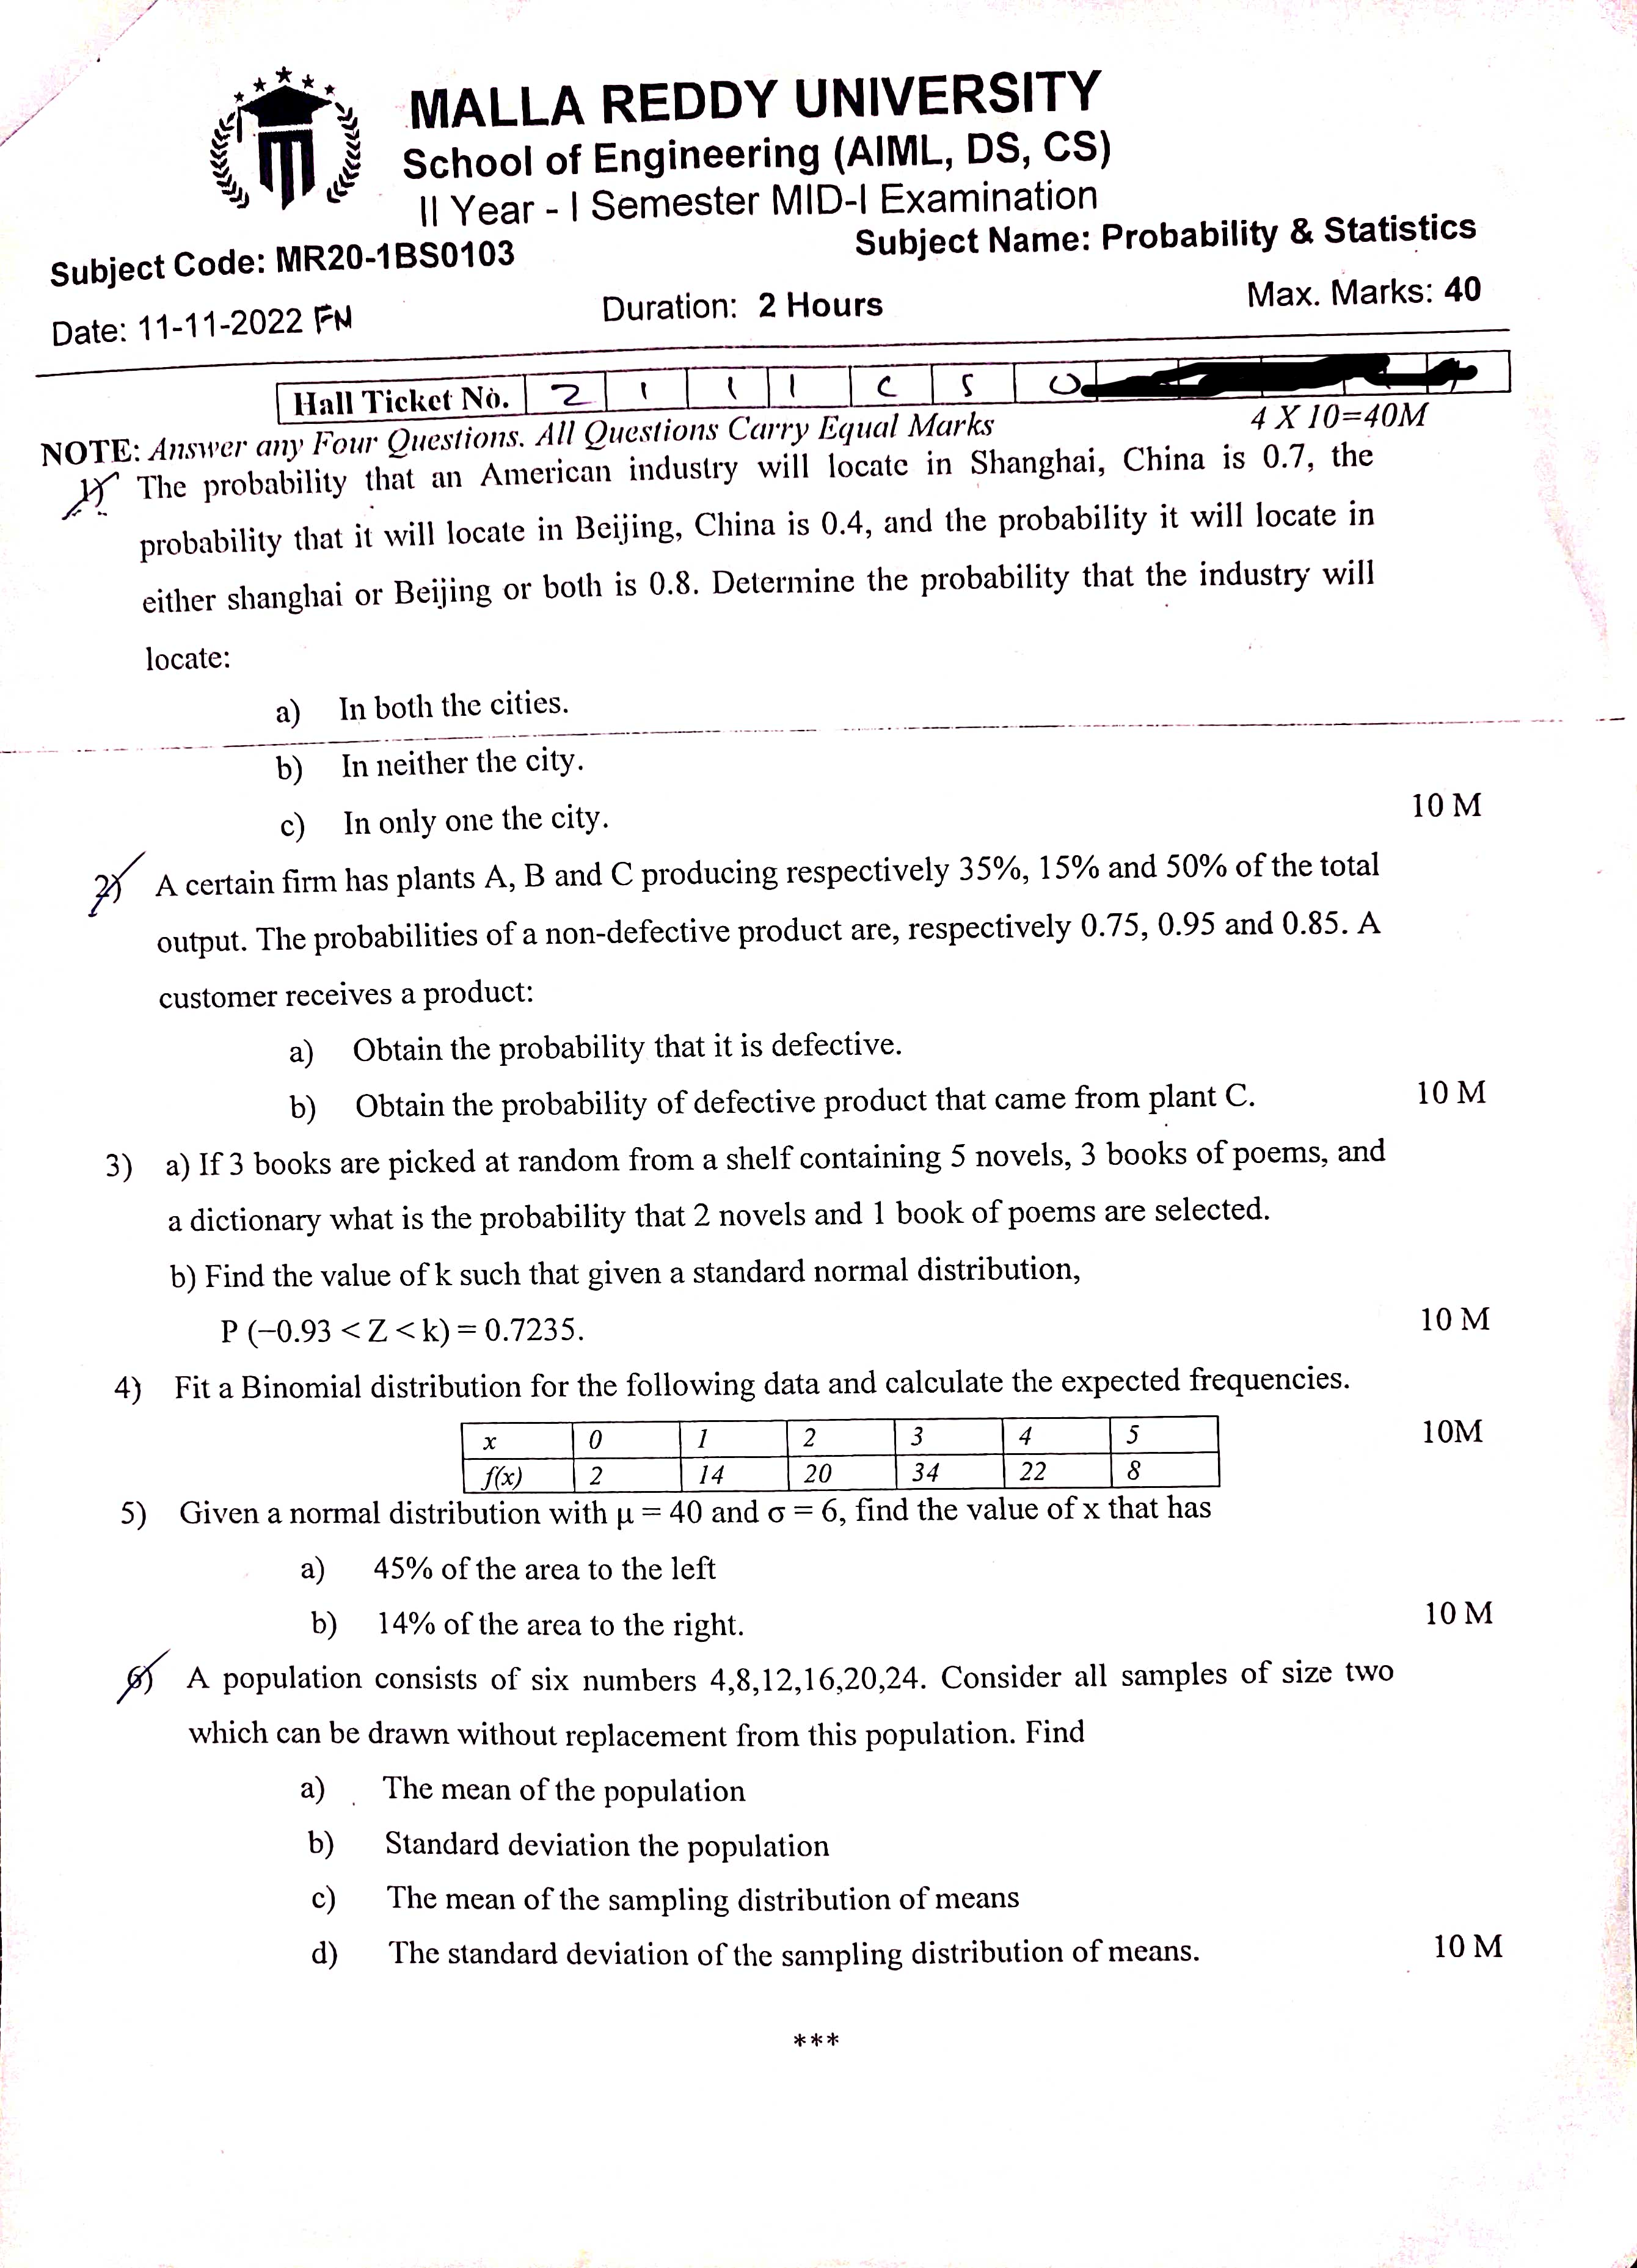 MALLA REDDY UNIVERSITY
School of Engineering (AIML, DS, CS)
II Year - I Semester MID-I Examination
Subject Code: MR20-1BS0103 Subject Name: Probability & Statistics
Date: 11-11-2022 FN Duration: 2 Hours Max. Marks: 40
Hall Ticket No. 2 1 1 1 C S 0
NOTE: Answer any Four Questions. All Questions Carry Equal Marks 4 X 10=40M
1) The probability that an American industry will locate in Shanghai, China is 0.7, the
probability that it will locate in Beijing, China is 0.4, and the probability it will locate in
either shanghai or Beijing or both is 0.8. Determine the probability that the industry will
locate:
a) In both the cities.
b) In neither the city.
c) In only one the city. 10 M
2) A certain firm has plants A, B and C producing respectively 35%, 15% and 50% of the total
output. The probabilities of a non-defective product are, respectively 0.75, 0.95 and 0.85. A
customer receives a product:
a) Obtain the probability that it is defective.
b) Obtain the probability of defective product that came from plant C. 10 M
3) a) If 3 books are picked at random from a shelf containing 5 novels, 3 books of poems, and
a dictionary what is the probability that 2 novels and 1 book of poems are selected.
b) Find the value of k such that given a standard normal distribution,
P (−0.93 < Z < k) = 0.7235. 10 M
4) Fit a Binomial distribution for the following data and calculate the expected frequencies.
x 0 1 2 3 4 5 10M
f(x) 2 14 20 34 22 8
5) Given a normal distribution with μ = 40 and σ = 6, find the value of x that has
a) 45% of the area to the left
b) 14% of the area to the right. 10 M
6) A population consists of six numbers 4,8,12,16,20,24. Consider all samples of size two
which can be drawn without replacement from this population. Find
a) The mean of the population
b) Standard deviation the population
c) The mean of the sampling distribution of means
d) The standard deviation of the sampling distribution of means. 10 M
***